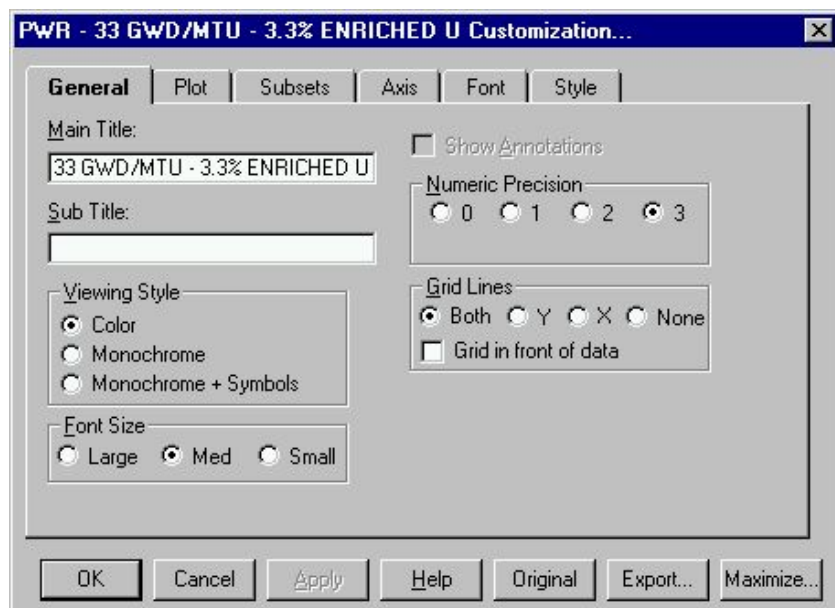 PWR - 33 GWD/MTU - 3.3% ENRICHED U Customization...
General Plot Subsets Axis Font Style
Main Title:
33 GWD/MTU - 3.3% ENRICHED U
Sub Title:
Viewing Style
Color
Monochrome
Monochrome + Symbols
Font Size
Large Med Small
Show Annotations
Numeric Precision
0 1 2 3
Grid Lines
Both Y X None
Grid in front of data
OK Cancel Apply Help Original Export... Maximize...